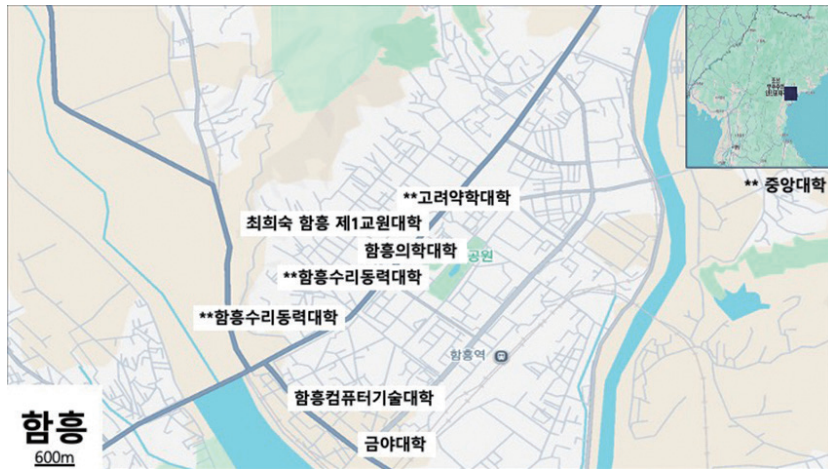 ** 중앙대학
**고려약학대학
최희숙 함흥 제1교원대학
함흥의학대학
공원
**함흥수리동력대학
**함흥수리동력대학
함흥역
함흥컴퓨터기술대학
금야대학
함흥
600m